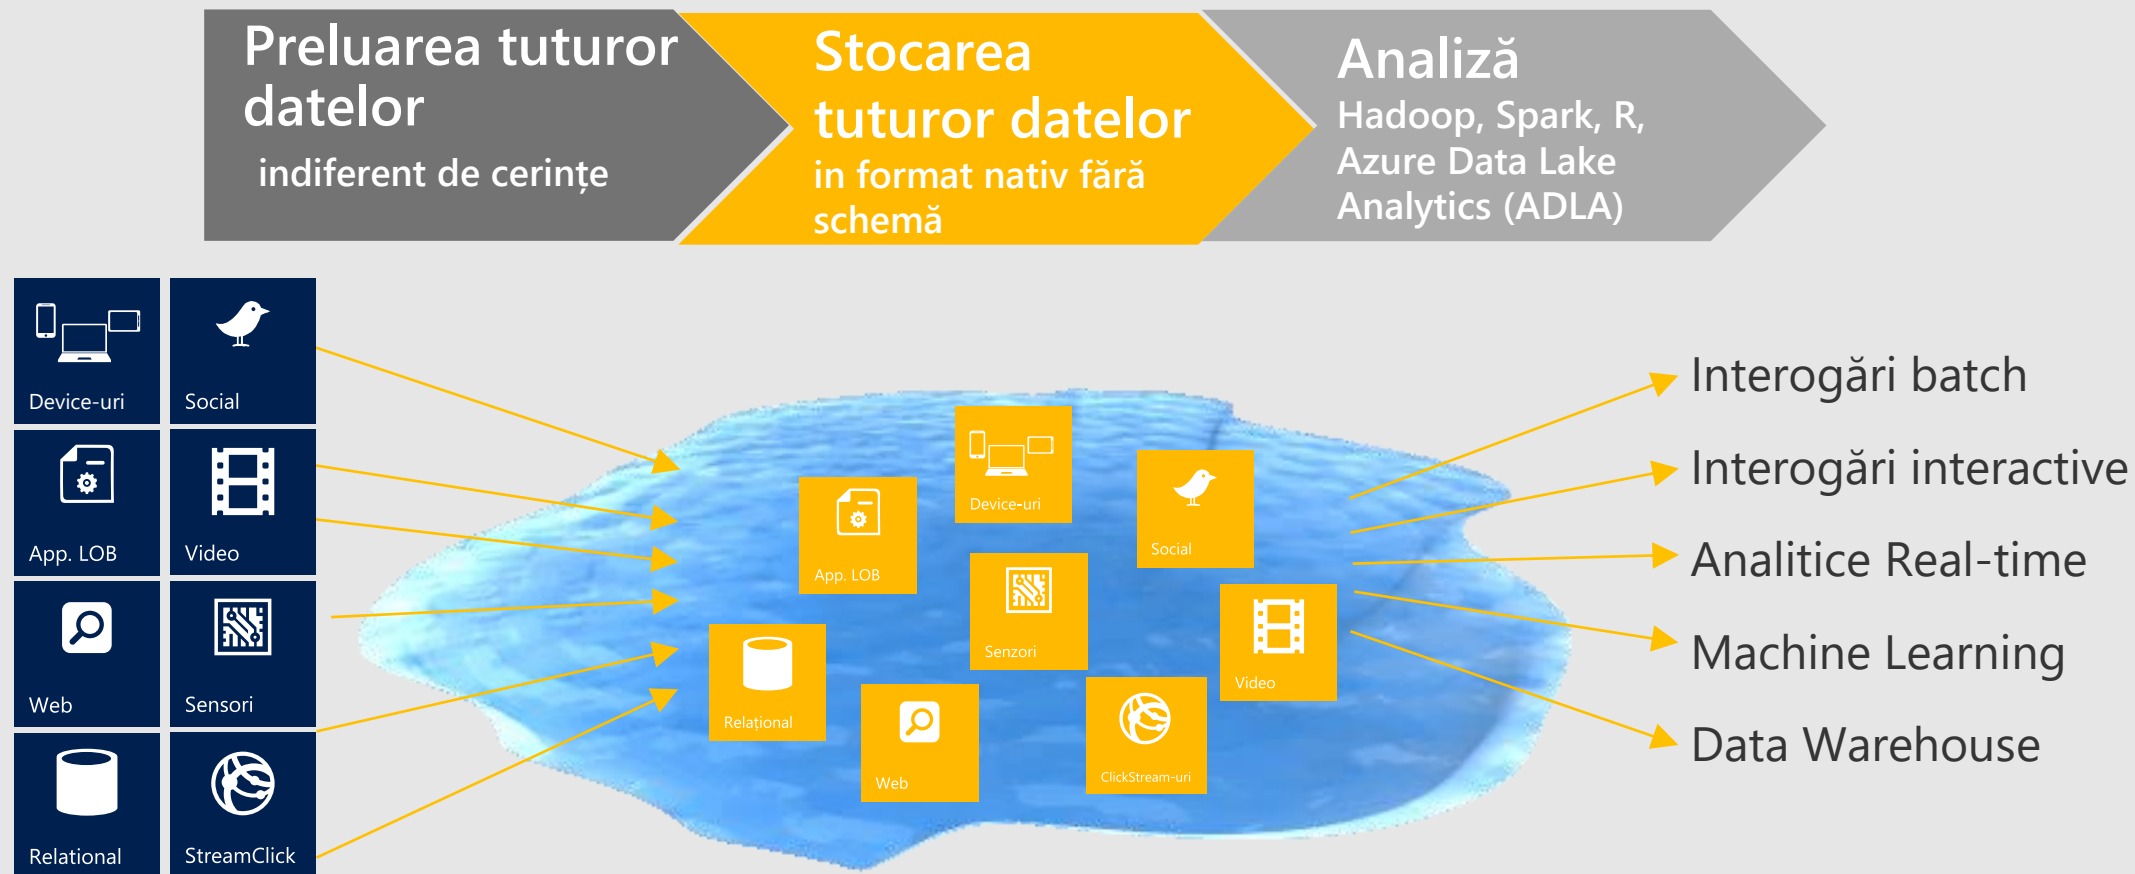 Preluarea tuturor
datelor
indiferent de cerințe
Stocarea
tuturor datelor
in format nativ fără
schemă
Analiză
Hadoop, Spark, R,
Azure Data Lake
Analytics (ADLA)
Device-uri
Social
App. LOB
Video
Web
Sensori
Relational
StreamClick
Device-uri
Social
App. LOB
Senzori
Video
Relațional
Web
ClickStream-uri
Interogări batch
Interogări interactive
Analitice Real-time
Machine Learning
Data Warehouse